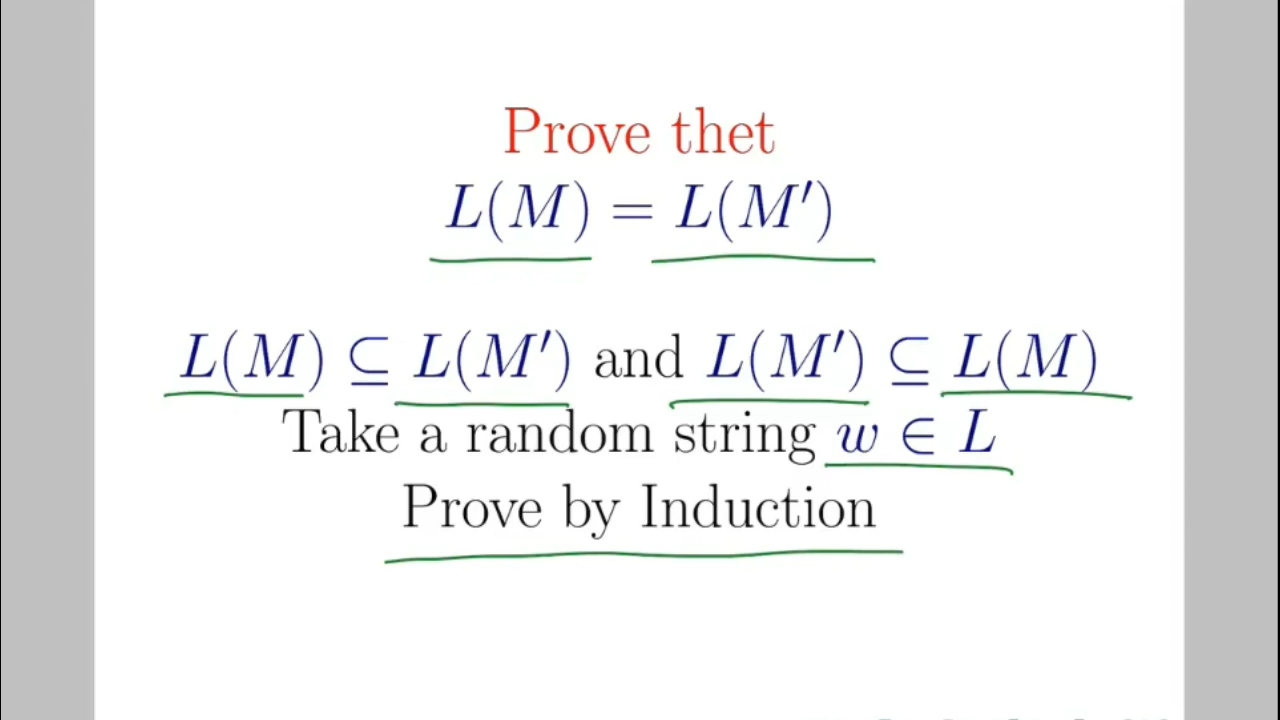 Prove thet
L(M) = L(M′)
L(M) ⊆ L(M′) and L(M′) ⊆ L(M)
Take a random string w ∈ L
Prove by Induction